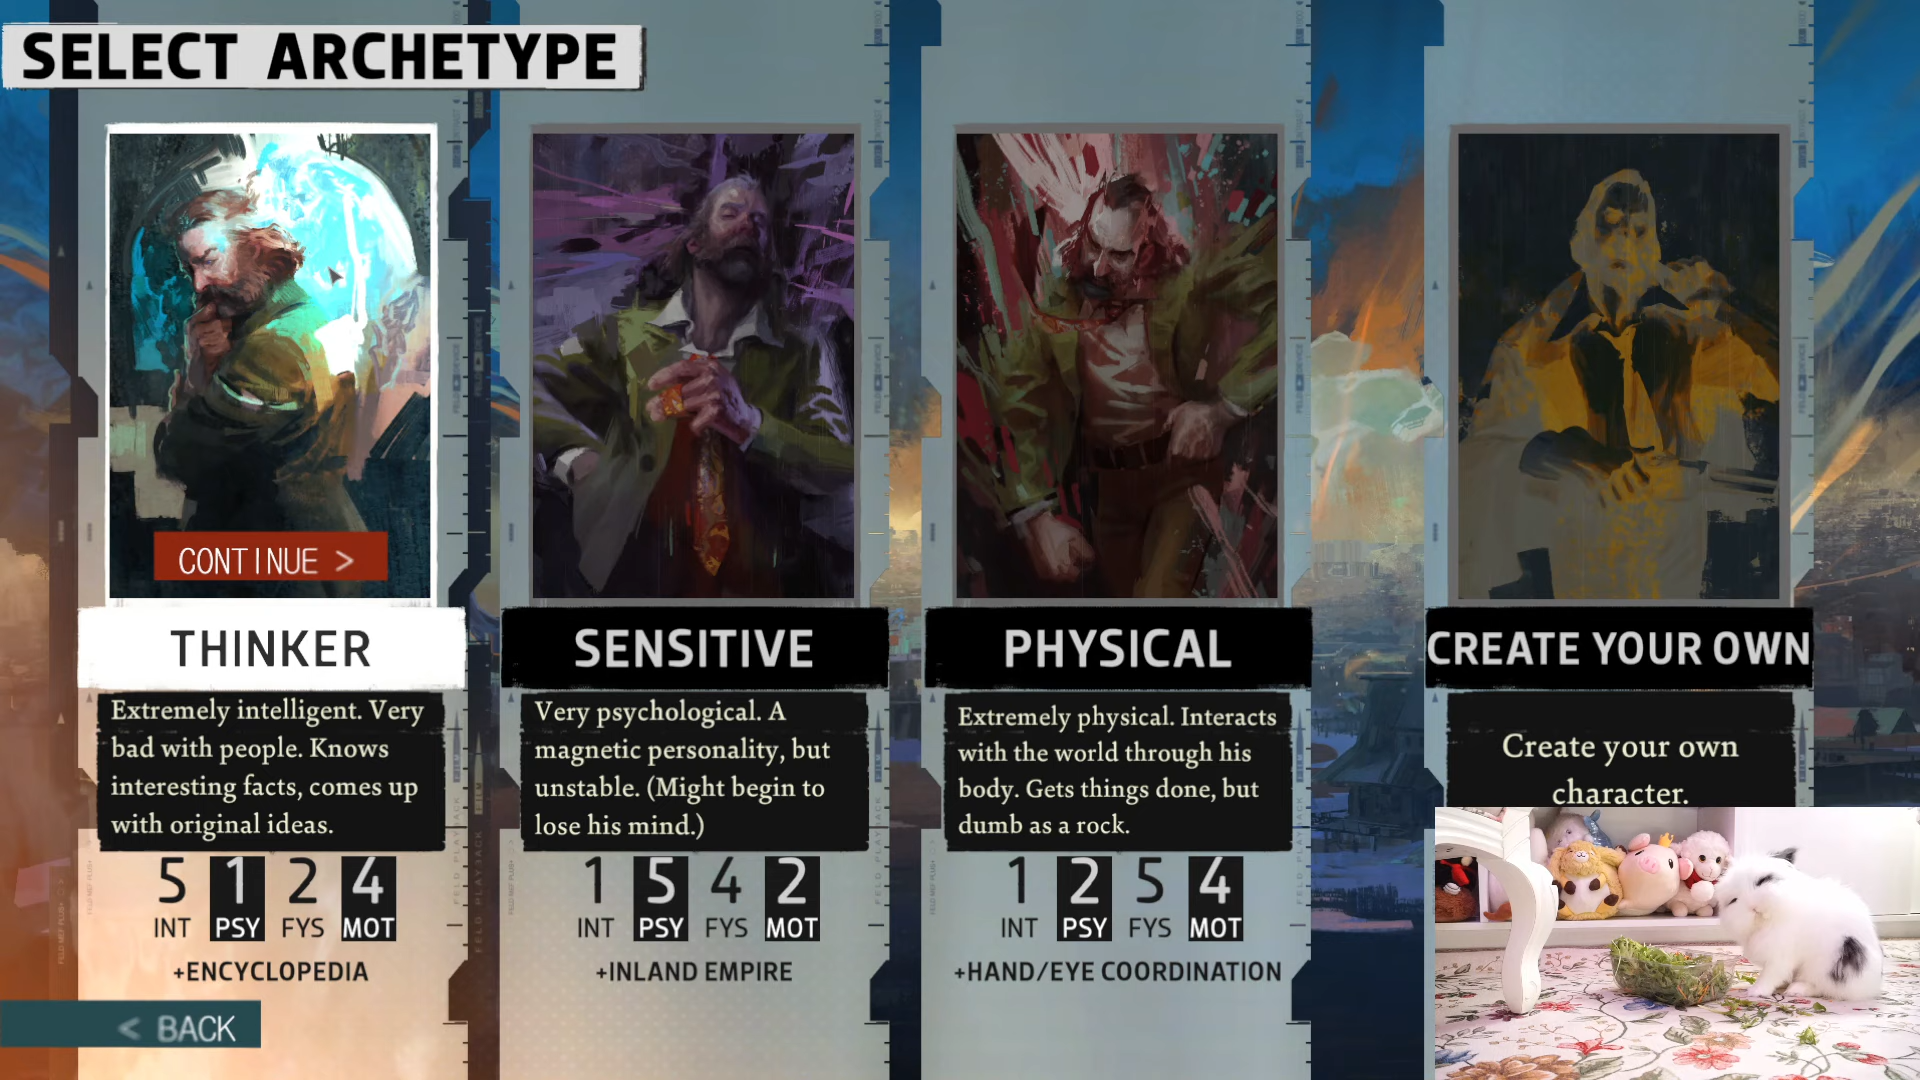 SELECT ARCHETYPE
CONTINUE >
THINKER
Extremely intelligent. Very
bad with people. Knows
interesting facts, comes up
with original ideas.
5 1 2 4
INT PSY FYS MOT
+ENCYCLOPEDIA
SENSITIVE
Very psychological. A
magnetic personality, but
unstable. (Might begin to
lose his mind.)
1 5 4 2
INT PSY FYS MOT
+INLAND EMPIRE
PHYSICAL
Extremely physical. Interacts
with the world through his
body. Gets things done, but
dumb as a rock.
1 2 5 4
INT PSY FYS MOT
+HAND/EYE COORDINATION
CREATE YOUR OWN
Create your own
character.
< BACK